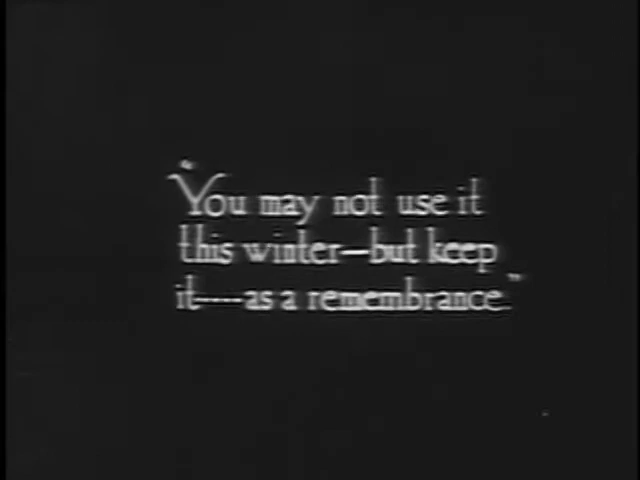 "You may not use it
this winter—but keep
it----as a remembrance."